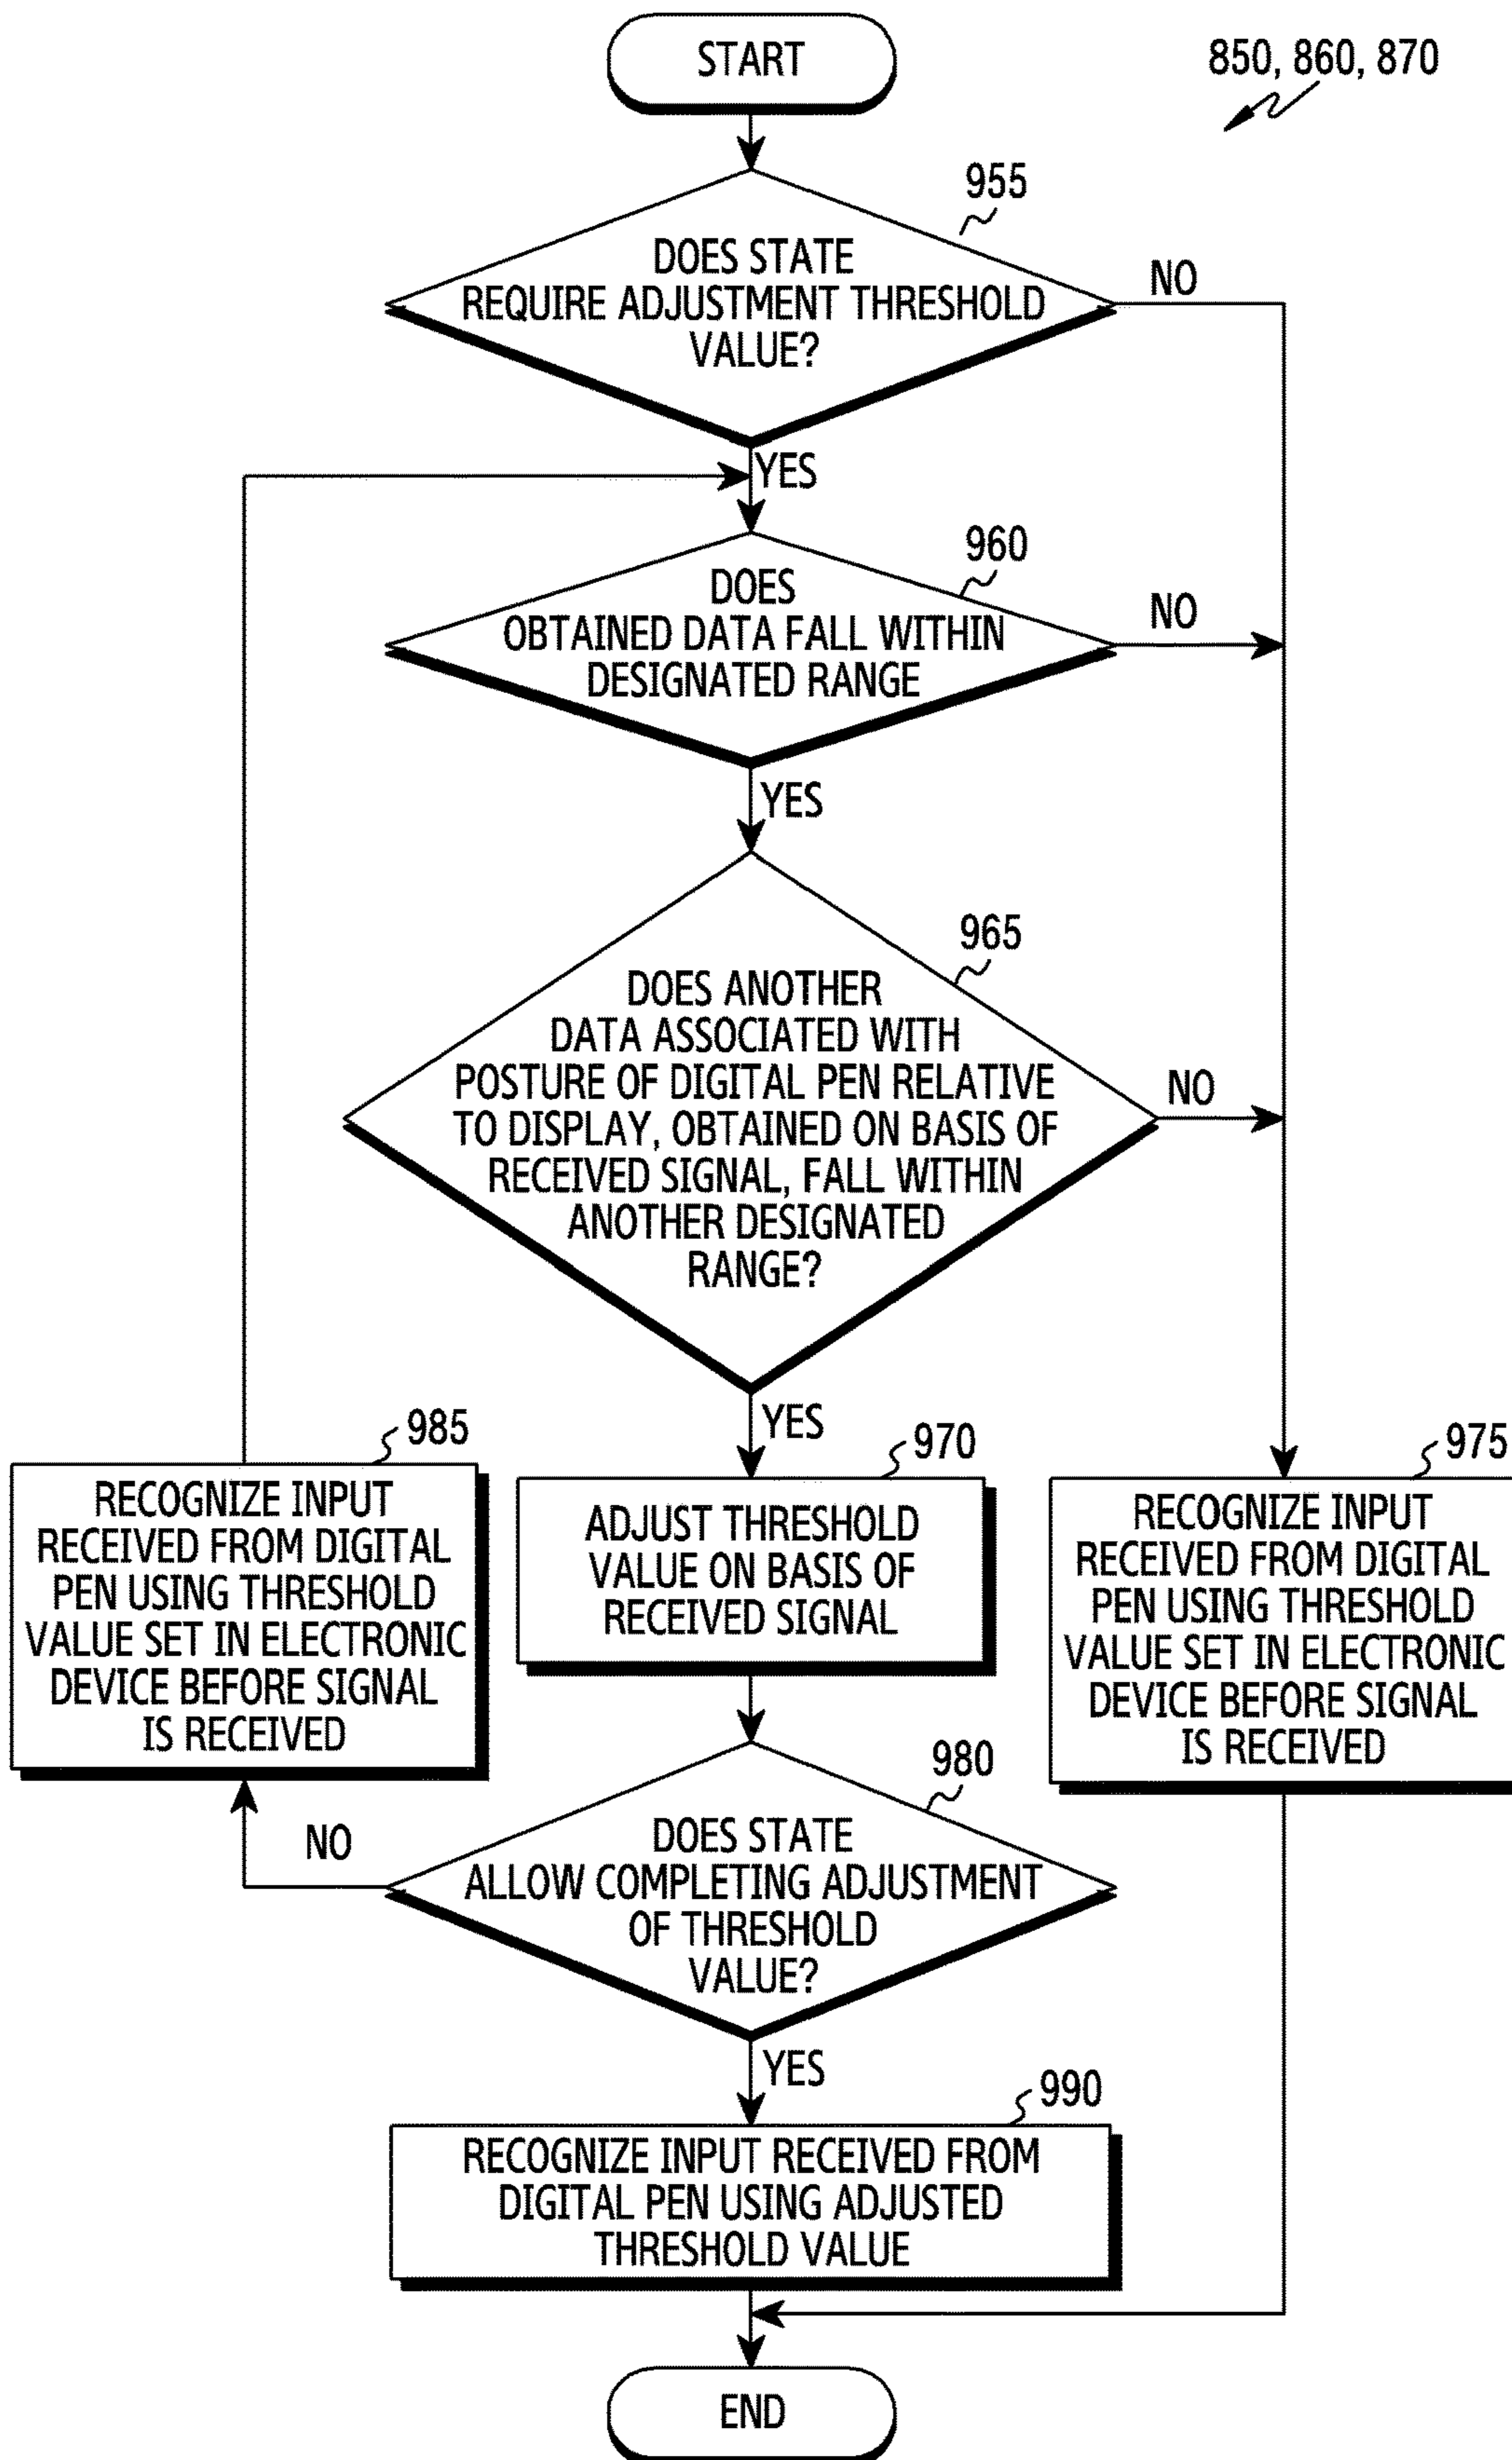 START
850, 860, 870
955
DOES STATE
REQUIRE ADJUSTMENT THRESHOLD
VALUE?
NO
YES
960
DOES
OBTAINED DATA FALL WITHIN
DESIGNATED RANGE
NO
YES
965
DOES ANOTHER
DATA ASSOCIATED WITH
POSTURE OF DIGITAL PEN RELATIVE
TO DISPLAY, OBTAINED ON BASIS OF
RECEIVED SIGNAL, FALL WITHIN
ANOTHER DESIGNATED
RANGE?
NO
YES
985
RECOGNIZE INPUT
RECEIVED FROM DIGITAL
PEN USING THRESHOLD
VALUE SET IN ELECTRONIC
DEVICE BEFORE SIGNAL
IS RECEIVED
970
ADJUST THRESHOLD
VALUE ON BASIS OF
RECEIVED SIGNAL
975
RECOGNIZE INPUT
RECEIVED FROM DIGITAL
PEN USING THRESHOLD
VALUE SET IN ELECTRONIC
DEVICE BEFORE SIGNAL
IS RECEIVED
980
DOES STATE
ALLOW COMPLETING ADJUSTMENT
OF THRESHOLD
VALUE?
NO
YES
990
RECOGNIZE INPUT RECEIVED FROM
DIGITAL PEN USING ADJUSTED
THRESHOLD VALUE
END